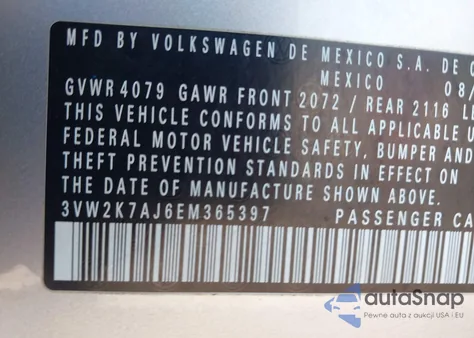 MFD BY VOLKSWAGEN DE MEXICO S.A. DE C
MEXICO 08/
GVWR 4079 GAWR FRONT 2072 / REAR 2116 LB
THIS VEHICLE CONFORMS TO ALL APPLICABLE
FEDERAL MOTOR VEHICLE SAFETY, BUMPER AND
THEFT PREVENTION STANDARDS IN EFFECT ON
THE DATE OF MANUFACTURE SHOWN ABOVE.
3VW2K7AJ6EM365397 PASSENGER CA
autoSnap
Pewne auta z aukcji USA i EU